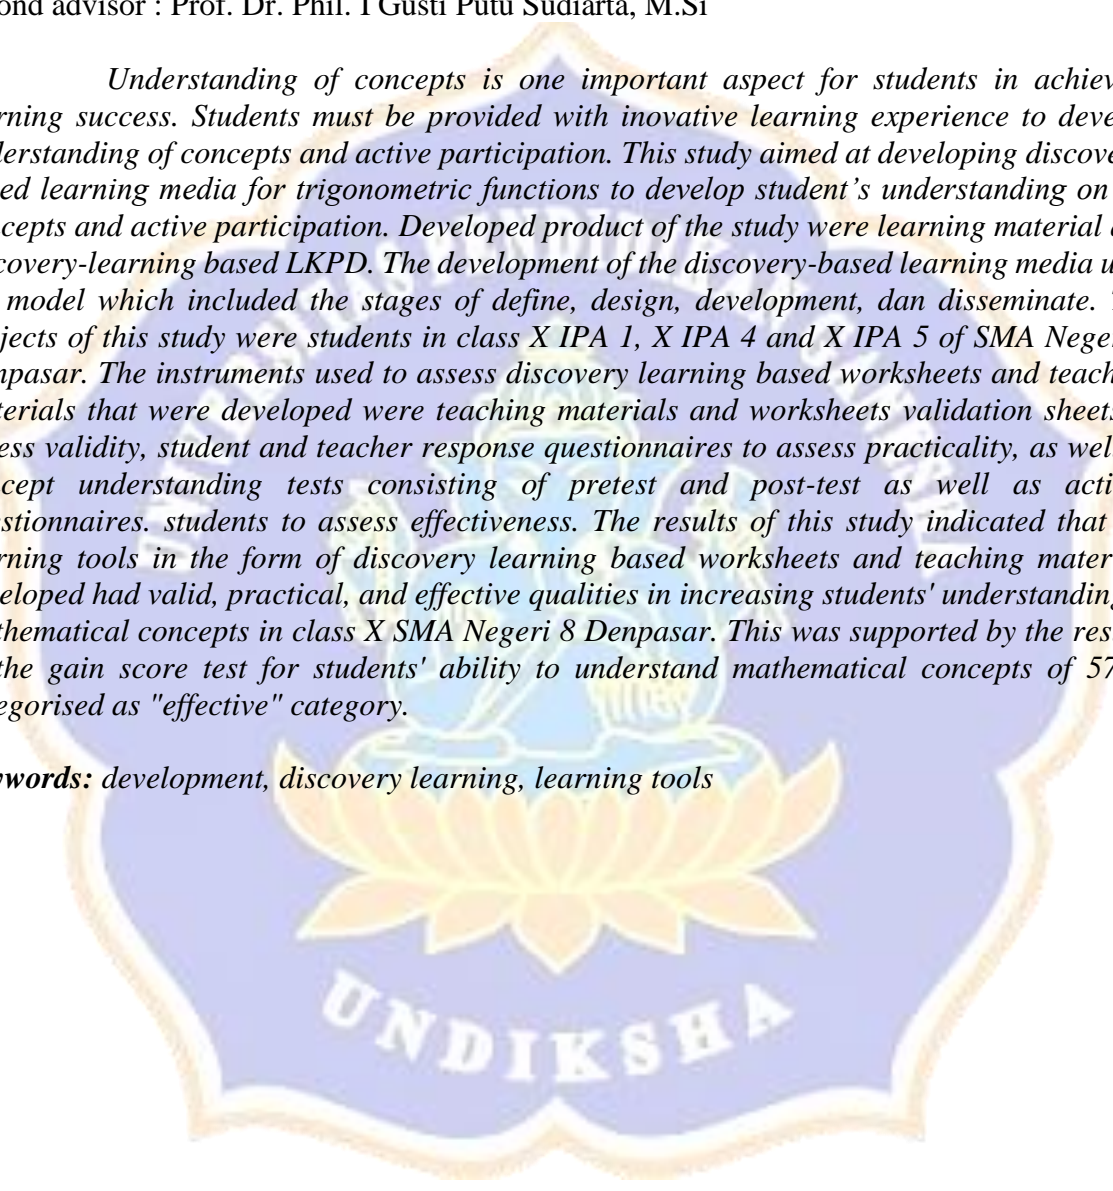 ond advisor : Prof. Dr. Phil. I Gusti Putu Sudiarta, M.Si
Understanding of concepts is one important aspect for students in achiev
rning success. Students must be provided with inovative learning experience to deve
derstanding of concepts and active participation. This study aimed at developing discove
ed learning media for trigonometric functions to develop student’s understanding on
cepts and active participation. Developed product of the study were learning material
covery-learning based LKPD. The development of the discovery-based learning media u
model which included the stages of define, design, development, dan disseminate.
jects of this study were students in class X IPA 1, X IPA 4 and X IPA 5 of SMA Neger
npasar. The instruments used to assess discovery learning based worksheets and teach
terials that were developed were teaching materials and worksheets validation sheets
ess validity, student and teacher response questionnaires to assess practicality, as well
cept understanding tests consisting of pretest and post-test as well as acti
estionnaires. students to assess effectiveness. The results of this study indicated that
rning tools in the form of discovery learning based worksheets and teaching mater
eloped had valid, practical, and effective qualities in increasing students' understanding
thematical concepts in class X SMA Negeri 8 Denpasar. This was supported by the res
the gain score test for students' ability to understand mathematical concepts of 57
egorised as "effective" category.
words: development, discovery learning, learning tools
UNIVERSITAS PENDIDIKAN GANESHA
UNDIKSHA